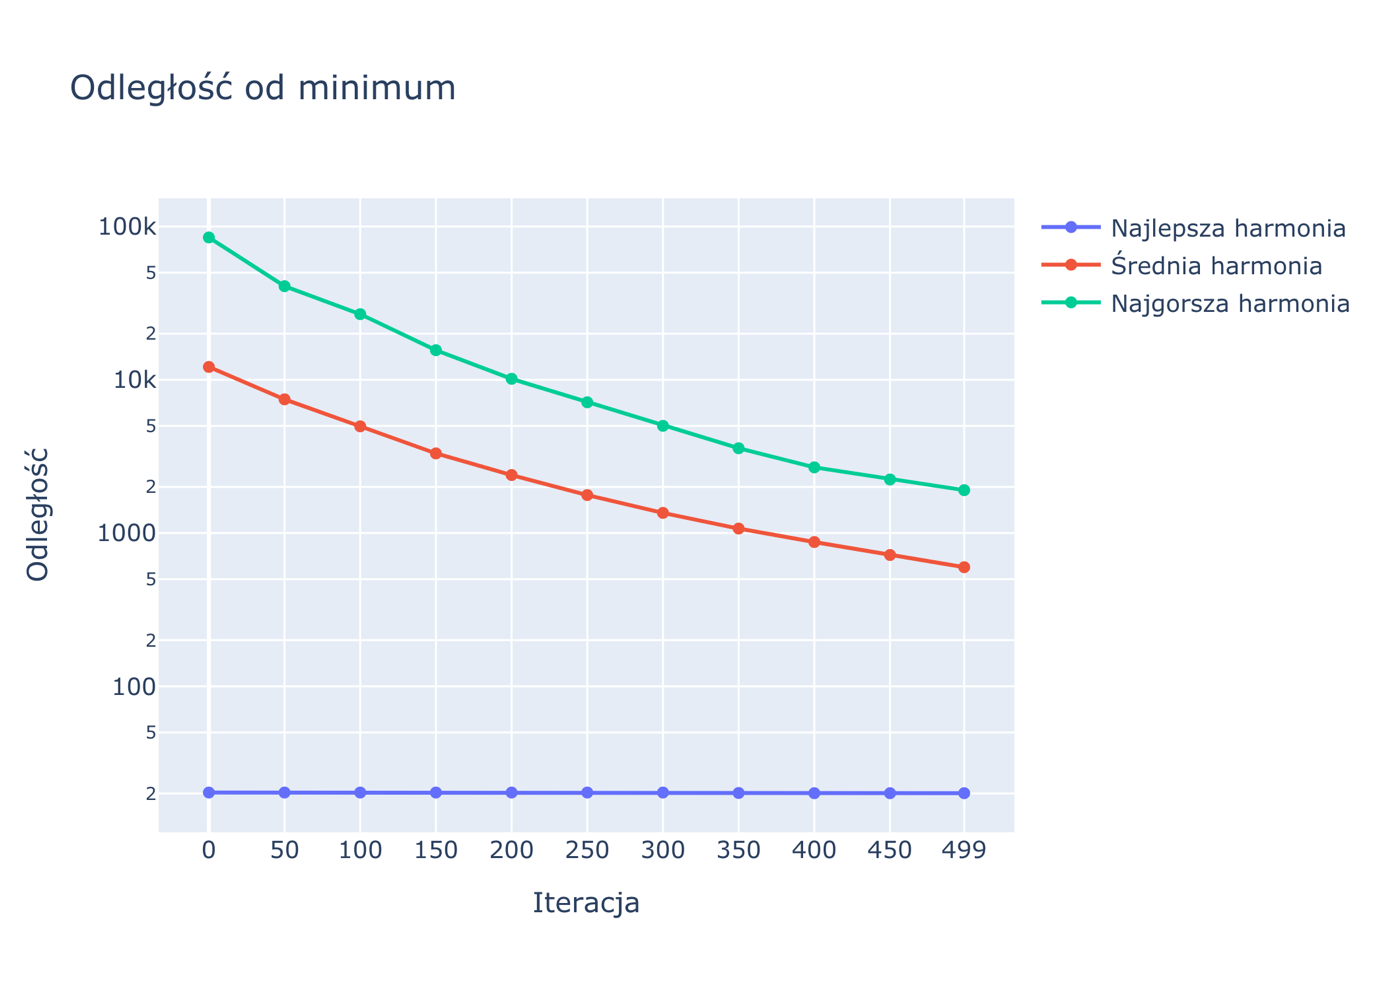 Odległość od minimum
Najlepsza harmonia
Średnia harmonia
Najgorsza harmonia
Odległość
100k
5
2
10k
5
2
1000
5
2
100
5
2
0 50 100 150 200 250 300 350 400 450 499
Iteracja